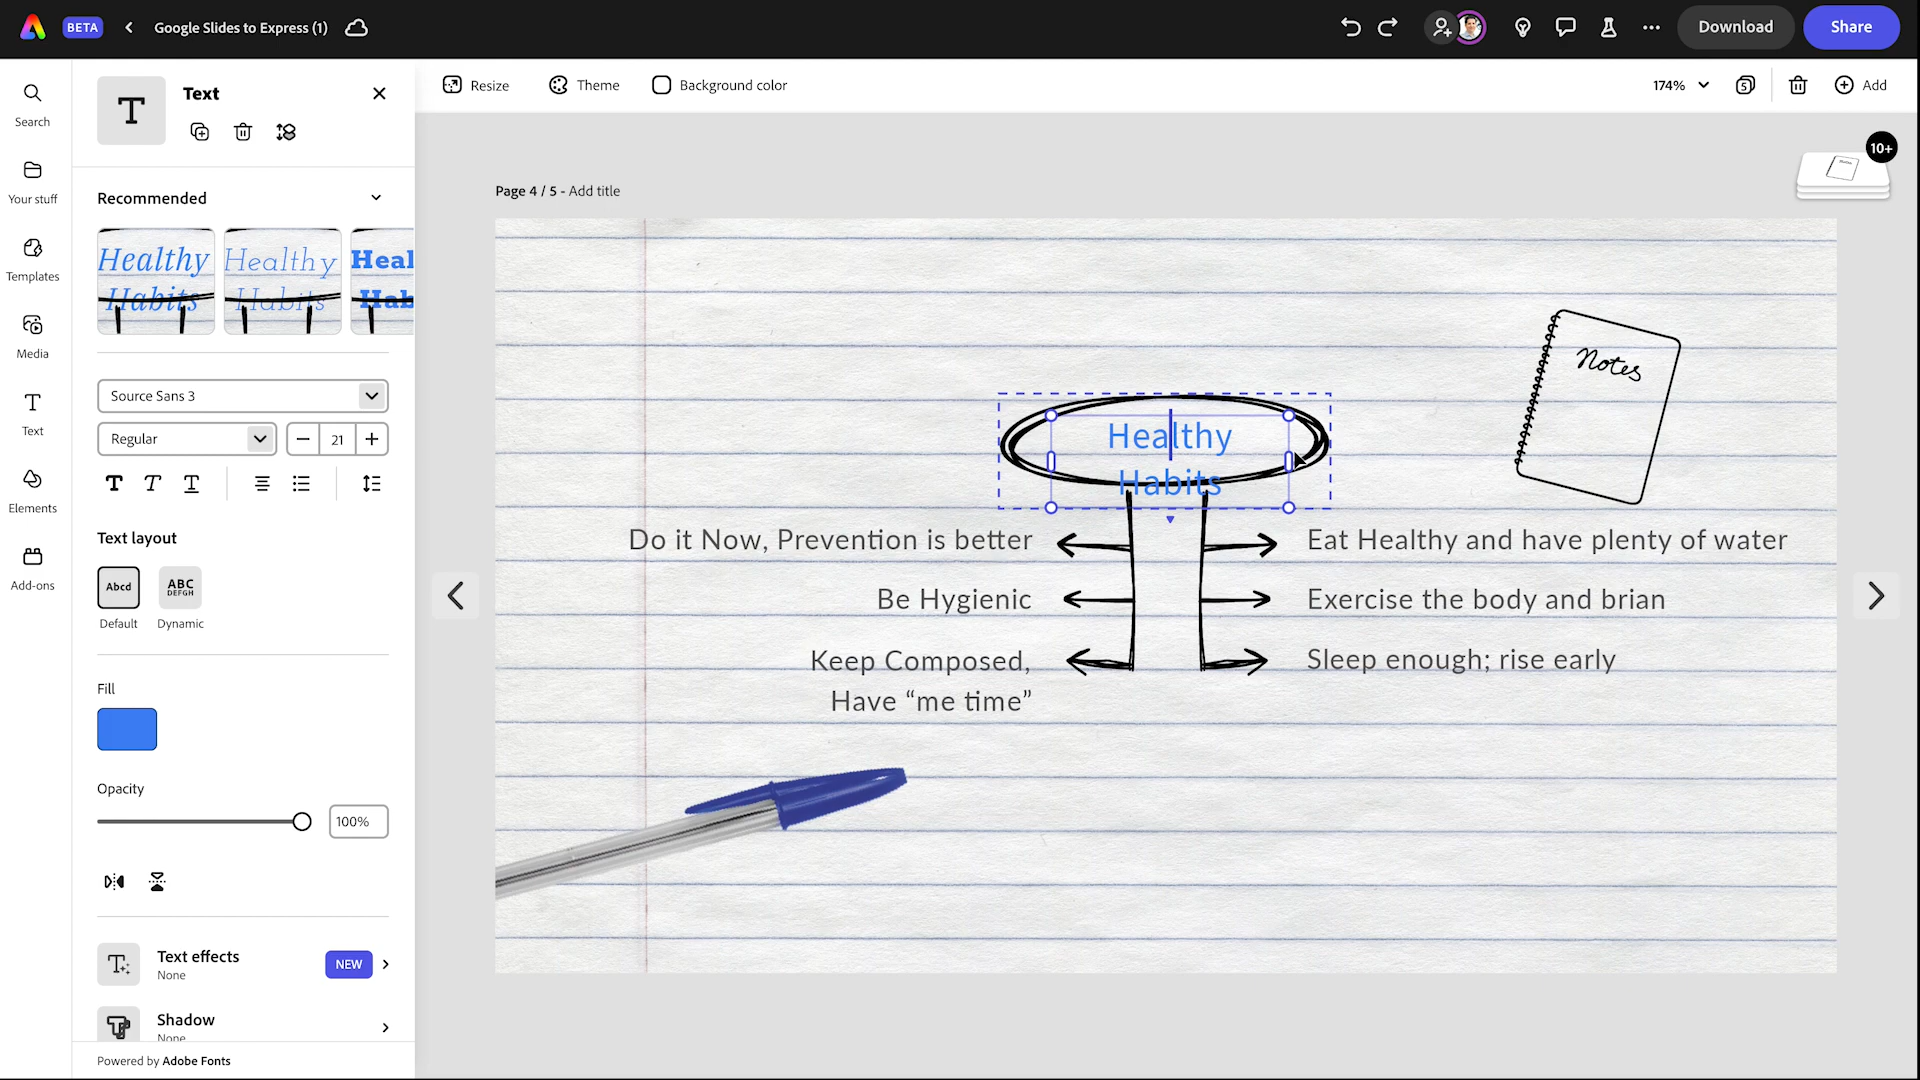 BETA
Google Slides to Express (1)
Download
Share
Search
Your stuff
Templates
Media
Text
Elements
Add-ons
T
Text
Recommended
Healthy
Habits
Healthy
Habits
Heal
Hab
Source Sans 3
Regular
21
Text layout
Abcd
Default
ABC
DEFGH
Dynamic
Fill
Opacity
100%
Text effects
None
NEW
Shadow
None
Powered by Adobe Fonts
Resize
Theme
Background color
174%
5
Add
10+
Page 4 / 5 - Add title
Notes
Healthy
Habits
Do it Now, Prevention is better
Be Hygienic
Keep Composed,
Have “me time”
Eat Healthy and have plenty of water
Exercise the body and brian
Sleep enough; rise early